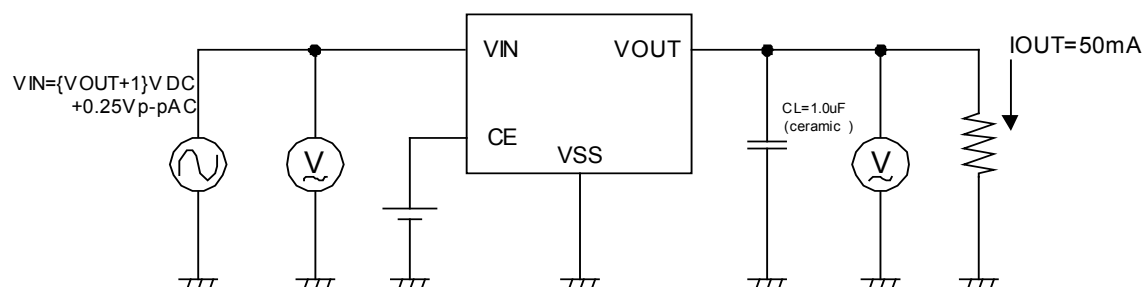 VIN={VOUT+1}VDC
+0.25Vp-pAC
V
VIN
CE
VSS
VOUT
CL=1.0uF
(ceramic )
V
IOUT=50mA